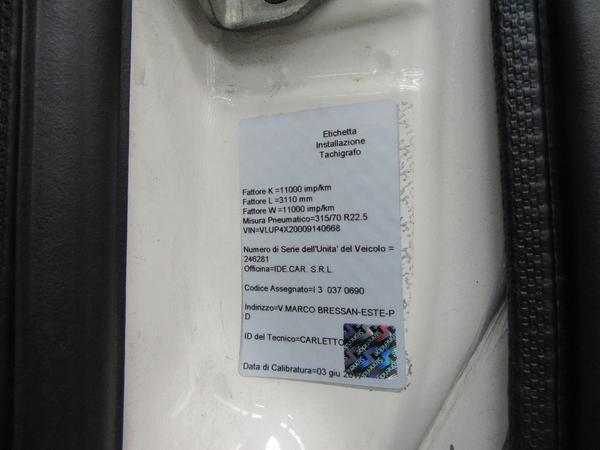 Etichetta
Installazione
Tachigrafo
Fattore K =11000 imp/km
Fattore L =3110 mm
Fattore W =11000 imp/km
Misura Pneumatico=315/70 R22.5
VIN=VLUP4X20009140668
Numero di Serie dell'Unita' del Veicolo =
246281
Officina=IDE.CAR. S.R.L.
Codice Assegnato=I 3 037 0690
Indirizzo=V.MARCO BRESSAN-ESTE-P
D
ID del Tecnico=CARLETTO
Data di Calibratura=03 giu